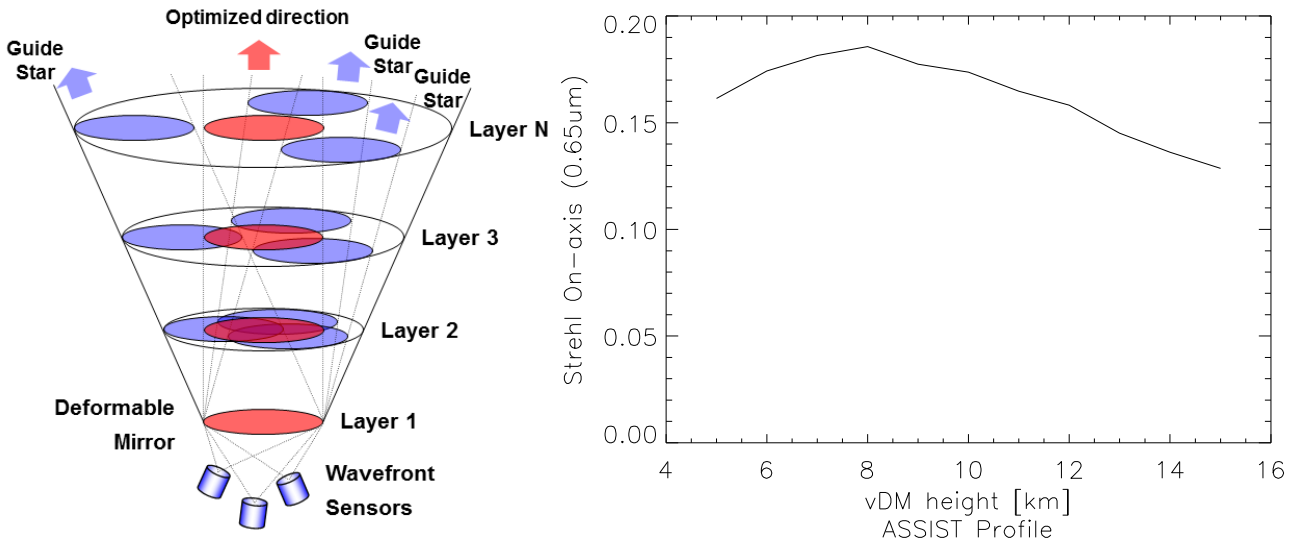 Optimized direction
Guide
Star
Guide
Star
Guide
Star
Layer N
Layer 3
Layer 2
Deformable
Mirror
Layer 1
Wavefront
Sensors
Strehl On-axis (0.65um)
0.20
0.15
0.10
0.05
0.00
4 6 8 10 12 14 16
vDM height [km]
ASSIST Profile